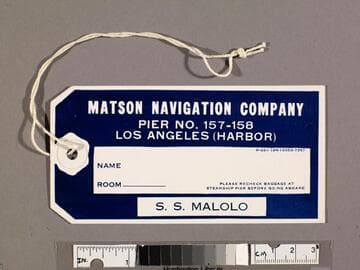 MATSON NAVIGATION COMPANY
PIER NO. 157-158
LOS ANGELES (HARBOR)
NAME
ROOM
PLEASE RECHECK BAGGAGE AT
STEAMSHIP PIER BEFORE GOING ABOARD
S. S. MALOLO
IN. 1 CM 2 3